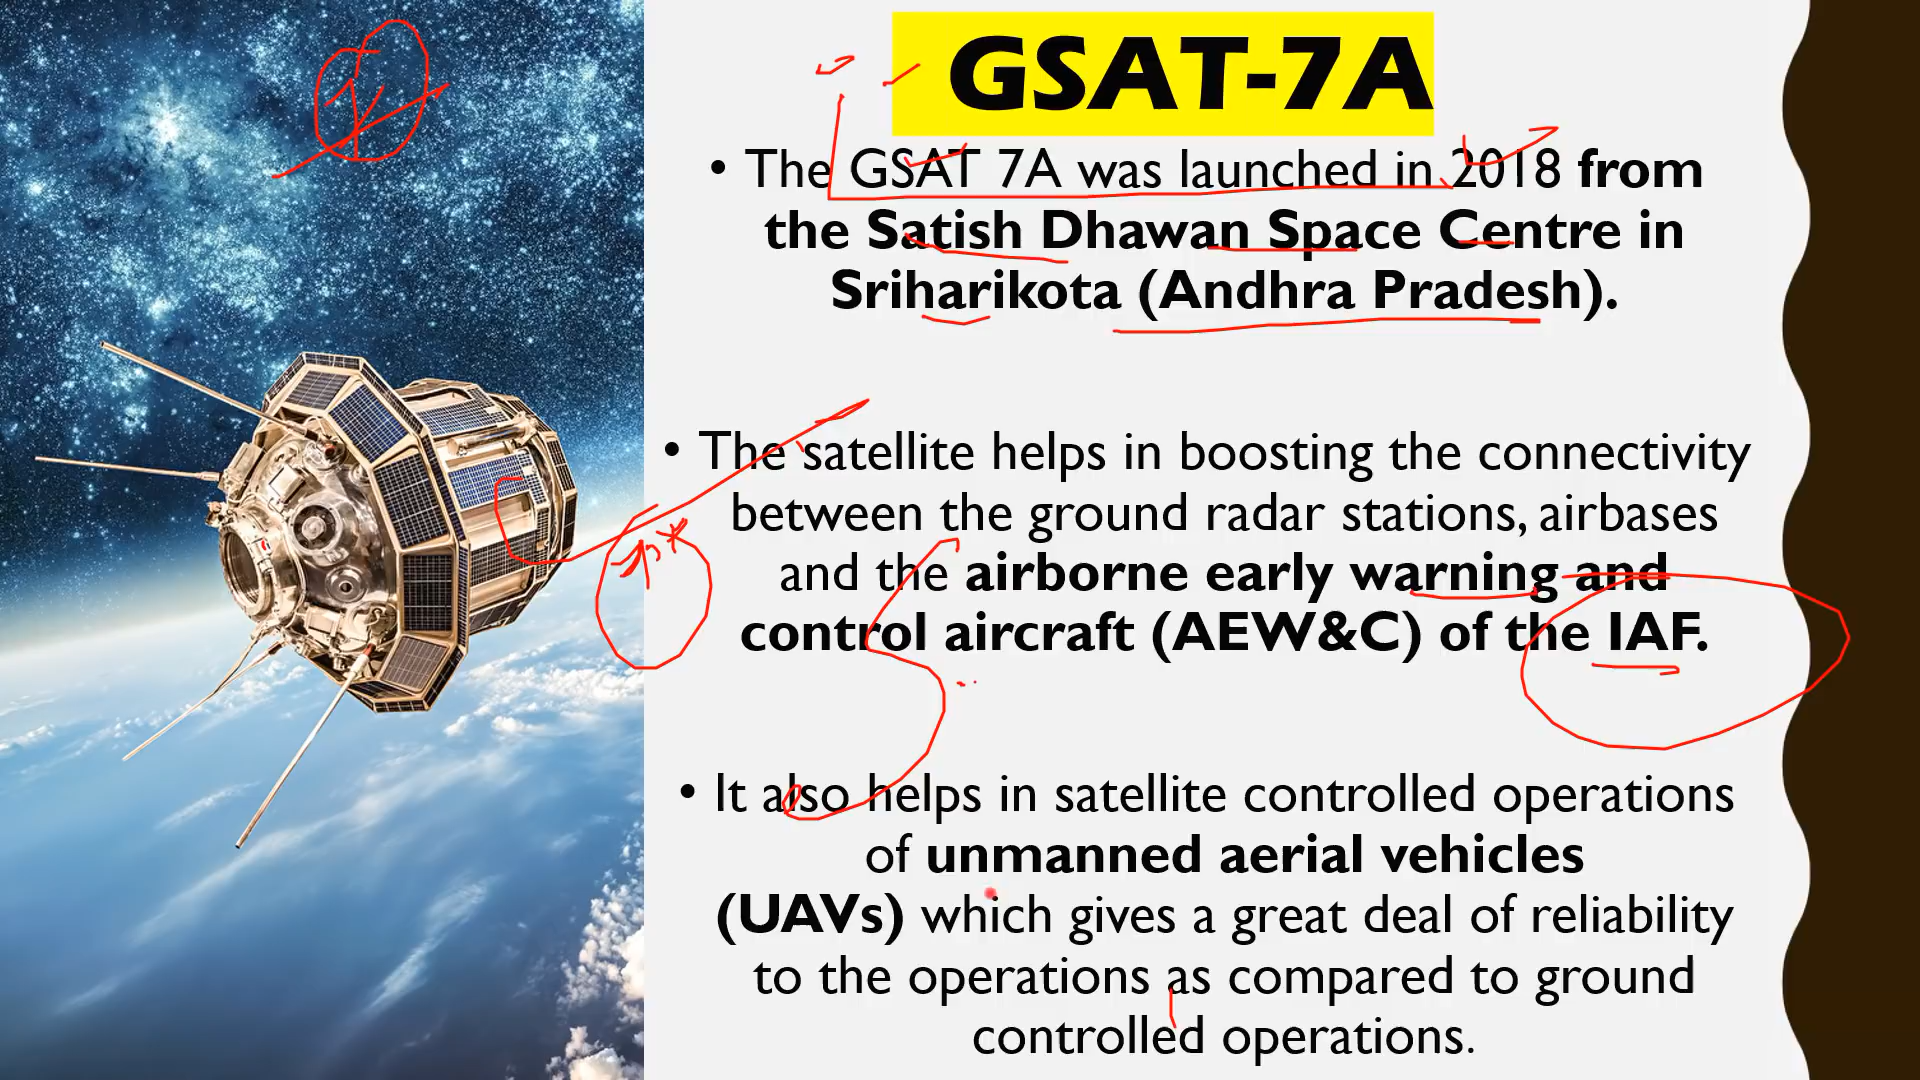 GSAT-7A
• The GSAT 7A was launched in 2018 from
the Satish Dhawan Space Centre in
Sriharikota (Andhra Pradesh).
• The satellite helps in boosting the connectivity
between the ground radar stations, airbases
and the airborne early warning and
control aircraft (AEW&C) of the IAF.
• It also helps in satellite controlled operations
of unmanned aerial vehicles
(UAVs) which gives a great deal of reliability
to the operations as compared to ground
controlled operations.